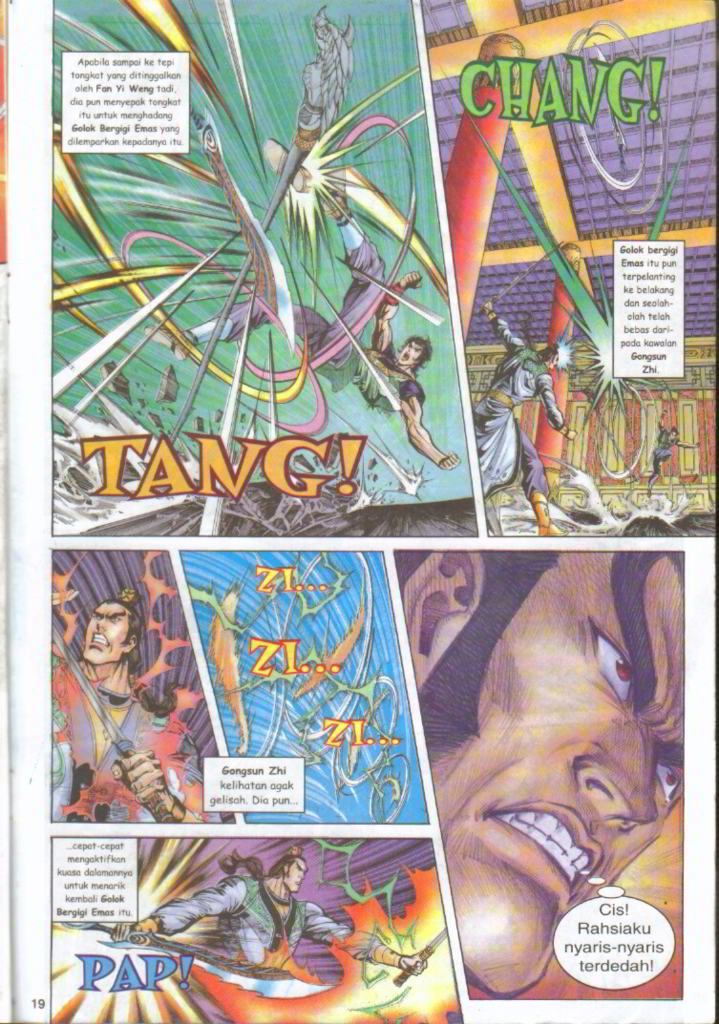 Apabila sampai ke tepi
tongkat yang ditinggalkan
oleh Fan Yi Weng tadi,
dia pun menyepak tongkat
itu untuk menghadang
Golok Bergigi Emas yang
dilemparkan kepadanya itu.
TANG!
CHANG!
Golok bergigi
Emas itu pun
terpelanting
ke belakang
dan seolah-
olah telah
bebas dari-
pada kawalan
Gongsun
Zhi.
ZI...
ZI...
ZI...
Gongsun Zhi
kelihatan agak
gelisah. Dia pun...
...cepat-cepat
mengaktifkan
kuasa dalamannya
untuk menarik
kembali Golok
Bergigi Emas itu.
PAP!
Cis!
Rahsiaku
nyaris-nyaris
terdedah!
19